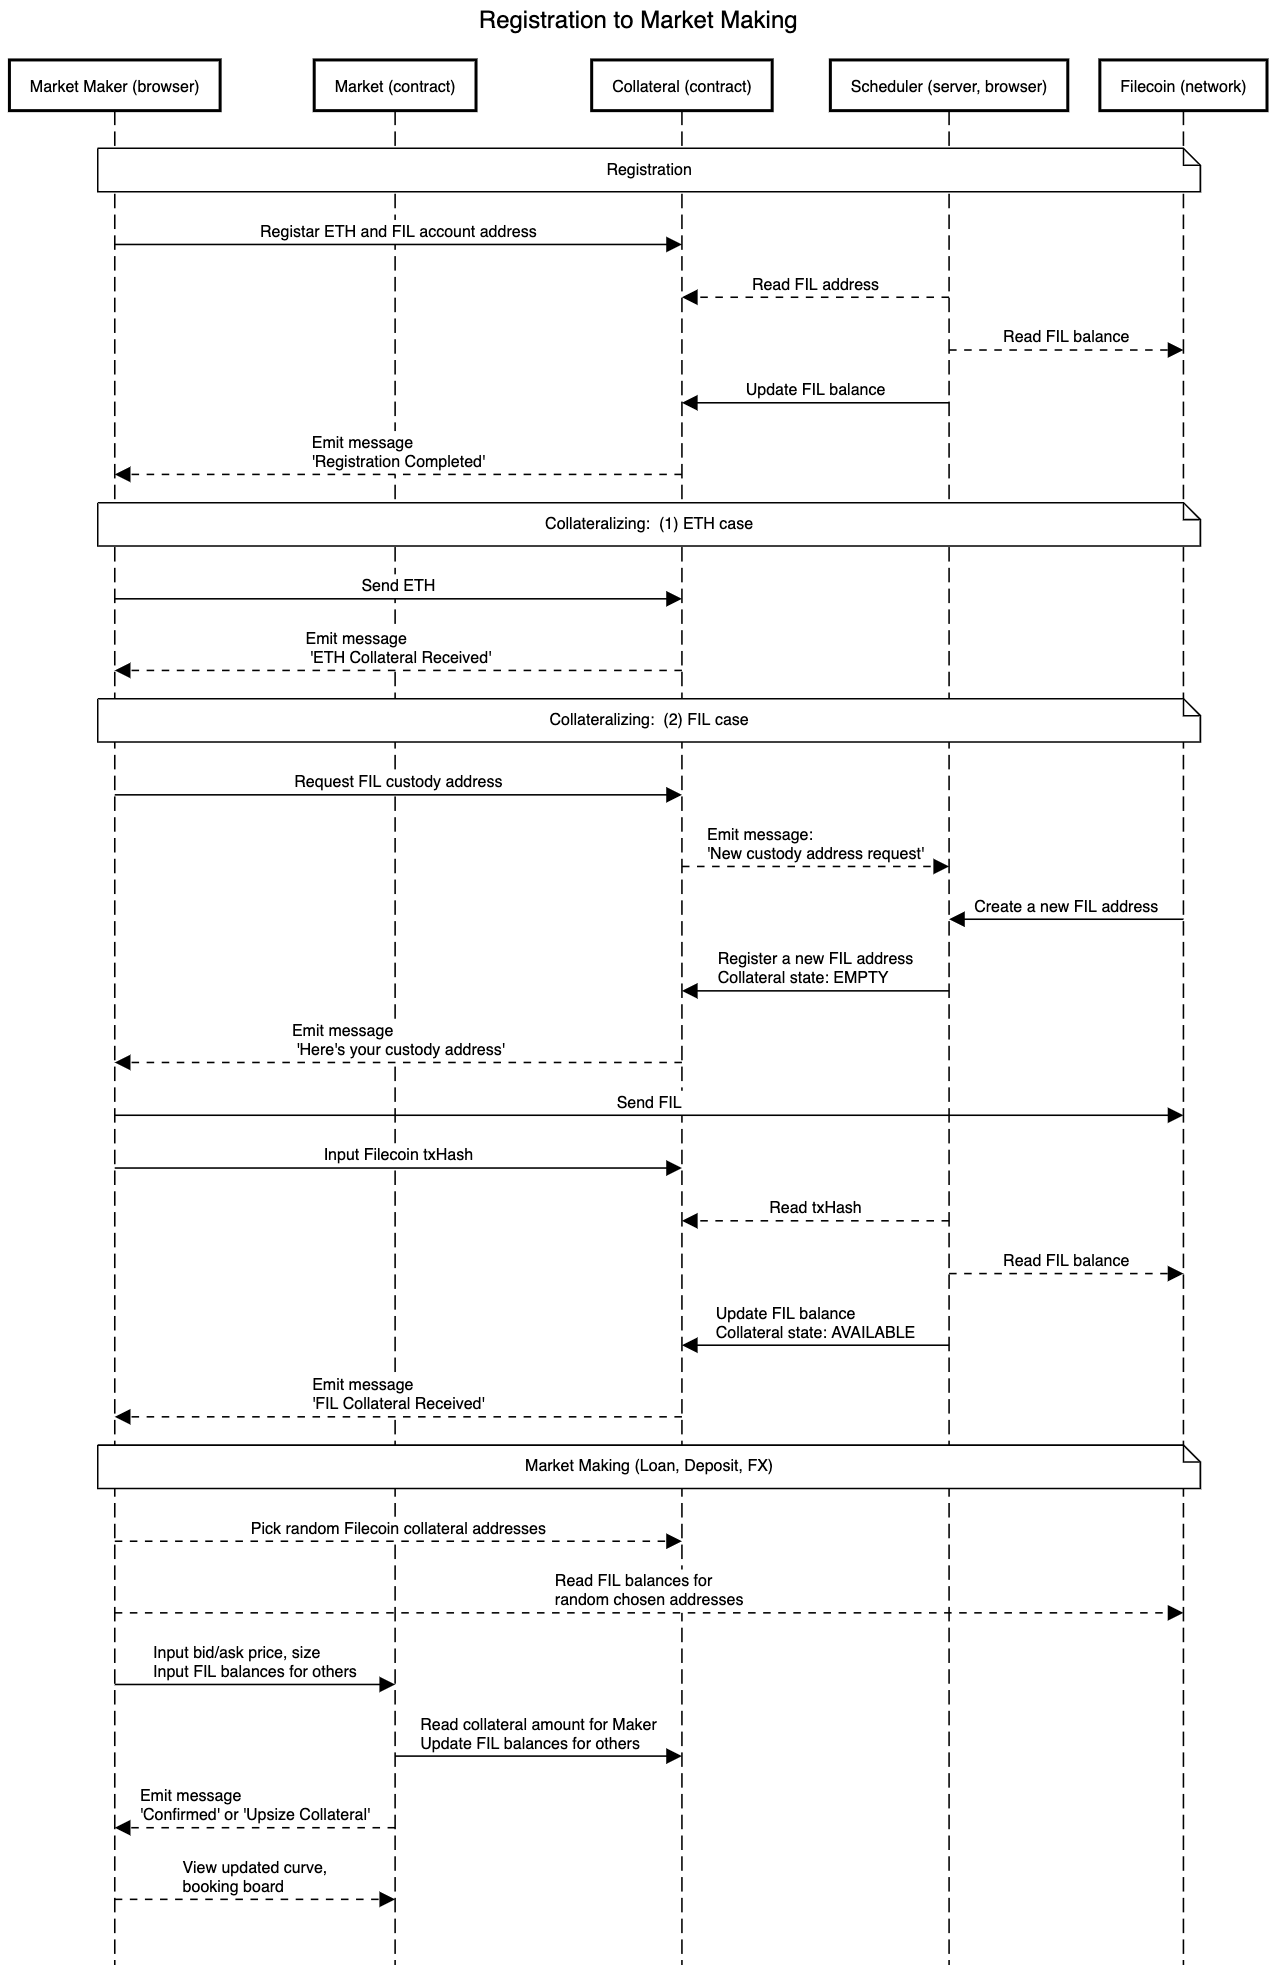 Registration to Market Making
Market Maker (browser)
Market (contract)
Collateral (contract)
Scheduler (server, browser)
Filecoin (network)
Registration
Registar ETH and FIL account address
Read FIL address
Read FIL balance
Update FIL balance
Emit message
'Registration Completed'
Collateralizing:  (1) ETH case
Send ETH
Emit message
'ETH Collateral Received'
Collateralizing:  (2) FIL case
Request FIL custody address
Emit message:
'New custody address request'
Create a new FIL address
Register a new FIL address
Collateral state: EMPTY
Emit message
'Here's your custody address'
Send FIL
Input Filecoin txHash
Read txHash
Read FIL balance
Update FIL balance
Collateral state: AVAILABLE
Emit message
'FIL Collateral Received'
Market Making (Loan, Deposit, FX)
Pick random Filecoin collateral addresses
Read FIL balances for
random chosen addresses
Input bid/ask price, size
Input FIL balances for others
Read collateral amount for Maker
Update FIL balances for others
Emit message
'Confirmed' or 'Upsize Collateral'
View updated curve,
booking board